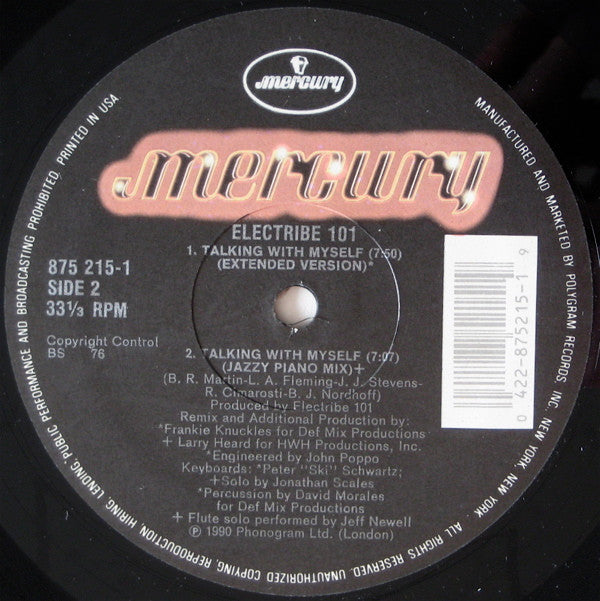 mercury
mercury
ELECTRIBE 101
1. TALKING WITH MYSELF (7:50)
(EXTENDED VERSION)*
875 215-1
SIDE 2
33⅓ RPM
Copyright Control
BS 76
2. TALKING WITH MYSELF (7:07)
(JAZZY PIANO MIX)+
(B. R. Martin-L. A. Fleming-J. J. Stevens-
R. Cimarosti-B. J. Nordhoff)
Produced by Electribe 101
Remix and Additional Production by:
*Frankie Knuckles for Def Mix Productions
+ Larry Heard for HWH Productions, Inc.
*Engineered by John Poppo
Keyboards: *Peter "Ski" Schwartz;
+Solo by Jonathan Scales
*Percussion by David Morales
for Def Mix Productions
+ Flute solo performed by Jeff Newell
℗ 1990 Phonogram Ltd. (London)
0 422-875215-1 9
MANUFACTURED AND MARKETED BY POLYGRAM RECORDS, INC. NEW YORK, NEW YORK. ALL RIGHTS RESERVED. UNAUTHORIZED COPYING, REPRODUCTION, HIRING, LENDING, PUBLIC PERFORMANCE AND BROADCASTING PROHIBITED. PRINTED IN USA